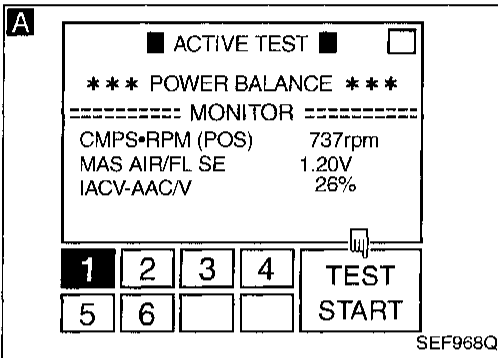 A
■ ACTIVE TEST ■
*** POWER BALANCE ***
========== MONITOR ==========
CMPS•RPM (POS) 737rpm
MAS AIR/FL SE 1.20V
IACV-AAC/V 26%
1 2 3 4
5 6
TEST
START
SEF968Q